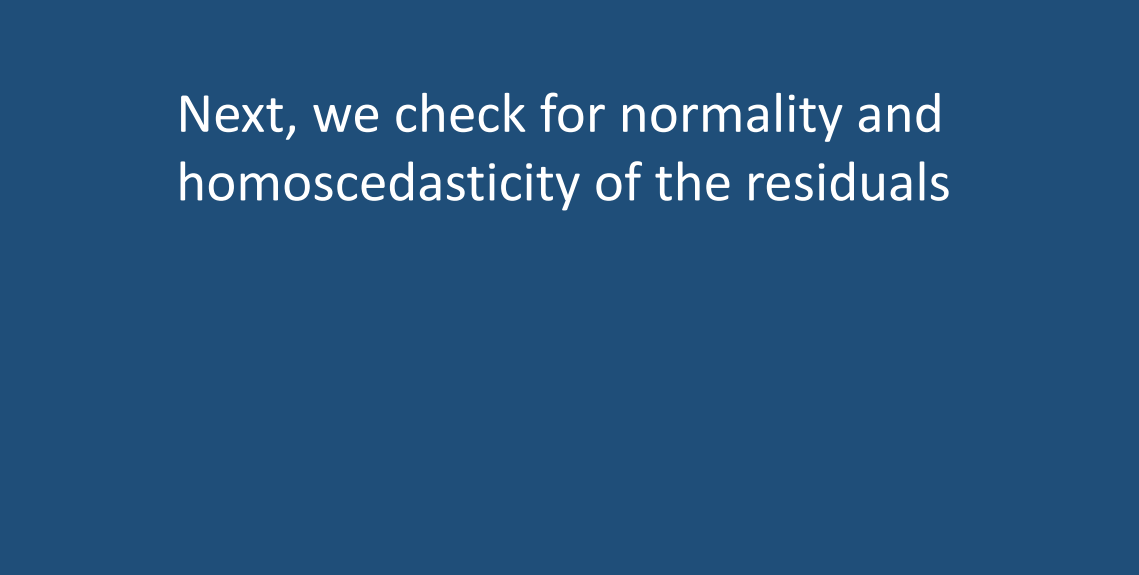 Next, we check for normality and
homoscedasticity of the residuals